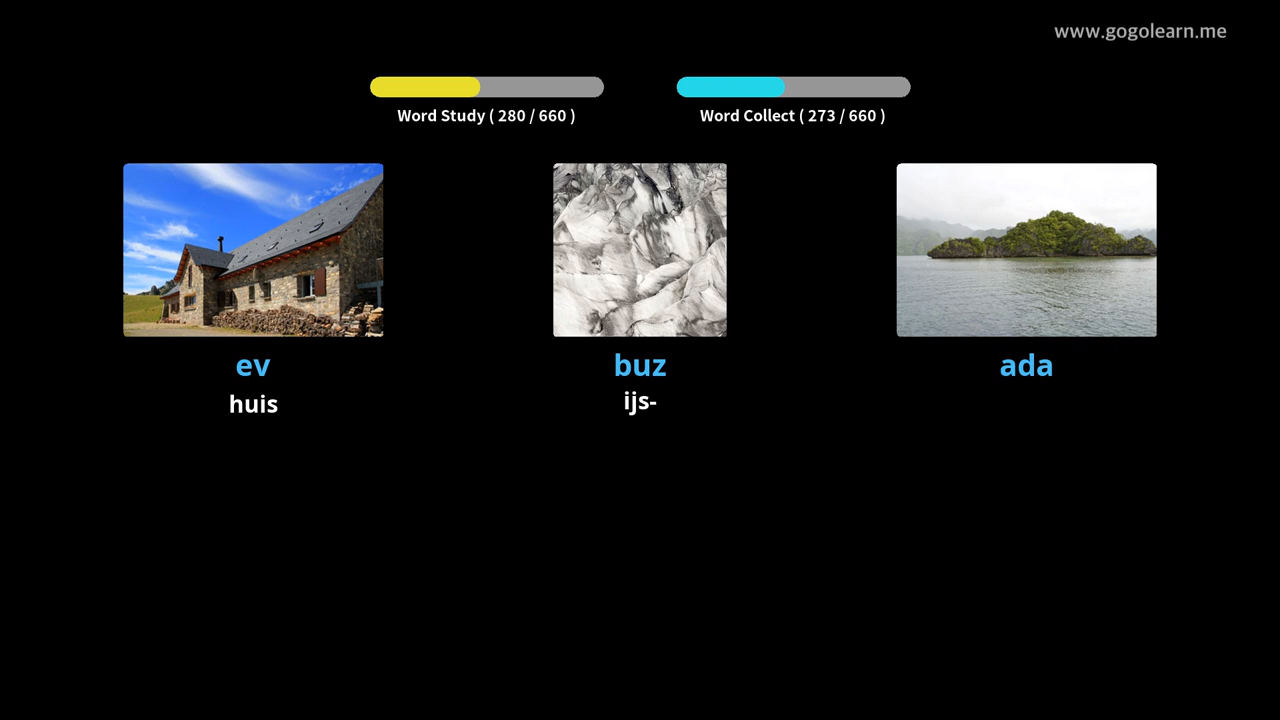 www.gogolearn.me
Word Study ( 280 / 660 )
Word Collect ( 273 / 660 )
ev
buz
ada
huis
ijs-